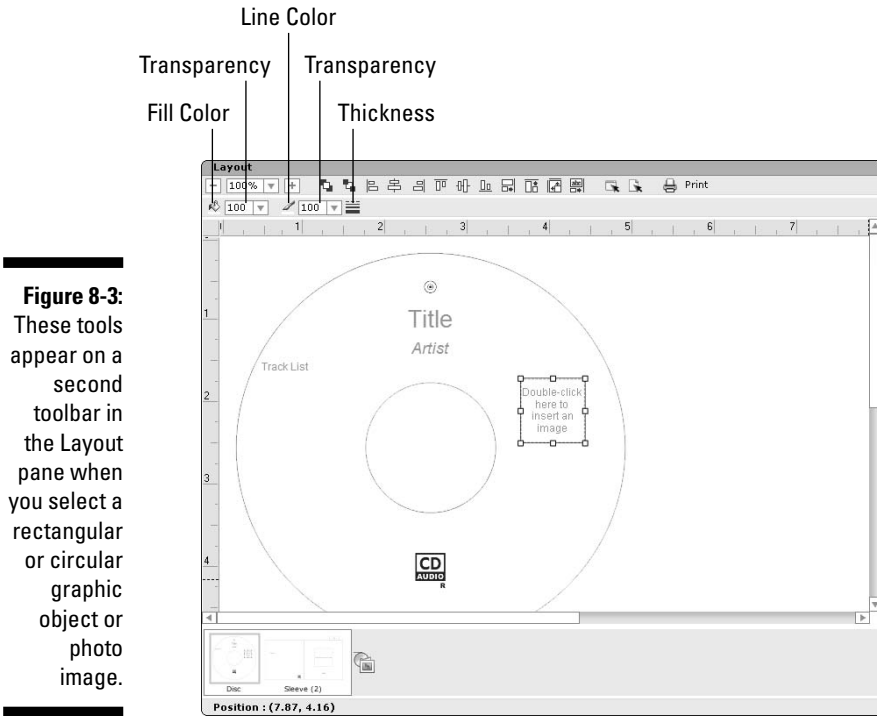 Line Color
Transparency Transparency
Fill Color Thickness
Layout
100% Print
100 100
1 2 3 4 5 6 7
1
2
3
4
Title
Artist
Track List
Double-click
here to
insert an
image
CD
AUDIO
R
Disc Sleeve (2)
Position : (7.87, 4.16)
Figure 8-3:
These tools
appear on a
second
toolbar in
the Layout
pane when
you select a
rectangular
or circular
graphic
object or
photo
image.